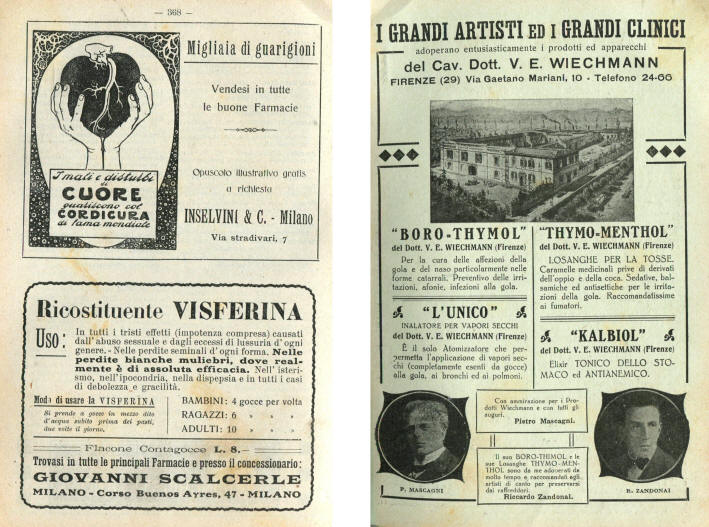 — 368 —
I mali e disturbi
di
CUORE
guariscono col
CORDICURA
di fama mondiale
Migliaia di guarigioni
Vendesi in tutte
le buone Farmacie
Opuscolo illustrativo gratis
a richiesta
INSELVINI & C. - Milano
Via stradivari, 7
Ricostituente VISFERINA
Uso: In tutti i tristi effetti (impotenza compresa) causati
dall'abuso sessuale e dagli eccessi di lussuria d'ogni
genere. - Nelle perdite seminali d'ogni forma. Nelle
perdite bianche muliebri, dove real-
mente è di assoluta efficacia. Nell'isteri-
smo, nell'ipocondria, nella dispepsia e in tutti i casi
di debolezza e gracilità.
Modo di usare la VISFERINA
Si prende a gocce in mezzo dito
d'acqua subito prima dei pasti,
due volte il giorno.
BAMBINI: 4 gocce per volta
RAGAZZI: 6 " " "
ADULTI: 10 " " "
Flacone Contagocce L. 8.—
Trovasi in tutte le principali Farmacie e presso il concessionario:
GIOVANNI SCALCERLE
MILANO - Corso Buenos Ayres, 47 - MILANO
I GRANDI ARTISTI ED I GRANDI CLINICI
adoperano entusiasticamente i prodotti ed apparecchi
del Cav. Dott. V. E. WIECHMANN
FIRENZE (29) Via Gaetano Mariani, 10 - Telefono 24-66
"BORO-THYMOL"
del Dott. V. E. WIECHMANN (Firenze)
Per la cura delle affezioni della
gola e del naso particolarmente nelle
forme catarrali. Preventivo delle irri-
tazioni, afonie, infezioni alla gola.
"L'UNICO"
INALATORE PER VAPORI SECCHI
del Dott. V. E. WIECHMANN (Firenze)
È il solo Atomizzatore che per-
permetta l'applicazione di vapori sec-
chi (completamente esenti da gocce)
alla gola, ai bronchi ed ai polmoni.
"THYMO-MENTHOL"
del Dott. V. E. WIECHMANN (Firenze)
LOSANGHE PER LA TOSSE.
Caramelle medicinali prive di derivati
dell'oppio e della coca. Sedative, bal-
samiche ed antisettiche per le irrita-
zioni della gola. Raccomandatissime
ai fumatori.
"KALBIOL"
del Dott. V. E. WIECHMANN (Firenze)
Elixir TONICO DELLO STO-
MACO ed ANTIANEMICO.
Con ammirazione per i Pro-
dotti Wiechmann e con tutti gli
auguri.
Pietro Mascagni.
Il suo BORO-THIMOL e le
sue Losanghe THYMO-MEN-
THOL sono da me adoperati da
molto tempo e raccomandati agli
artisti di canto per preservarsi
dai raffreddori.
Riccardo Zandonai.
P. MASCAGNI
R. ZANDONAI